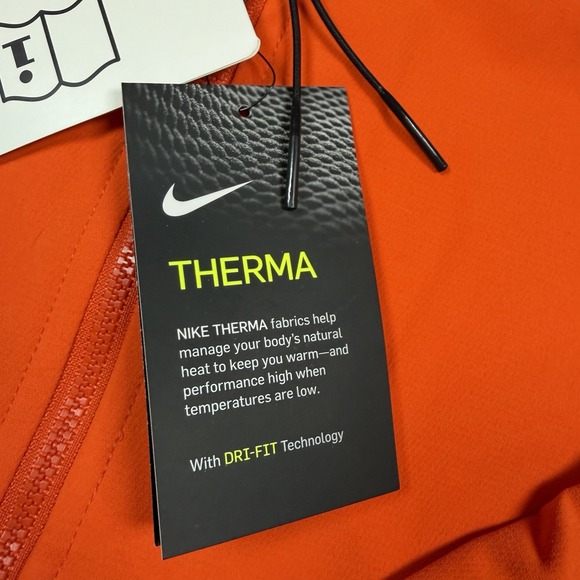 THERMA
NIKE THERMA fabrics help
manage your body's natural
heat to keep you warm—and
performance high when
temperatures are low.
With DRI-FIT Technology